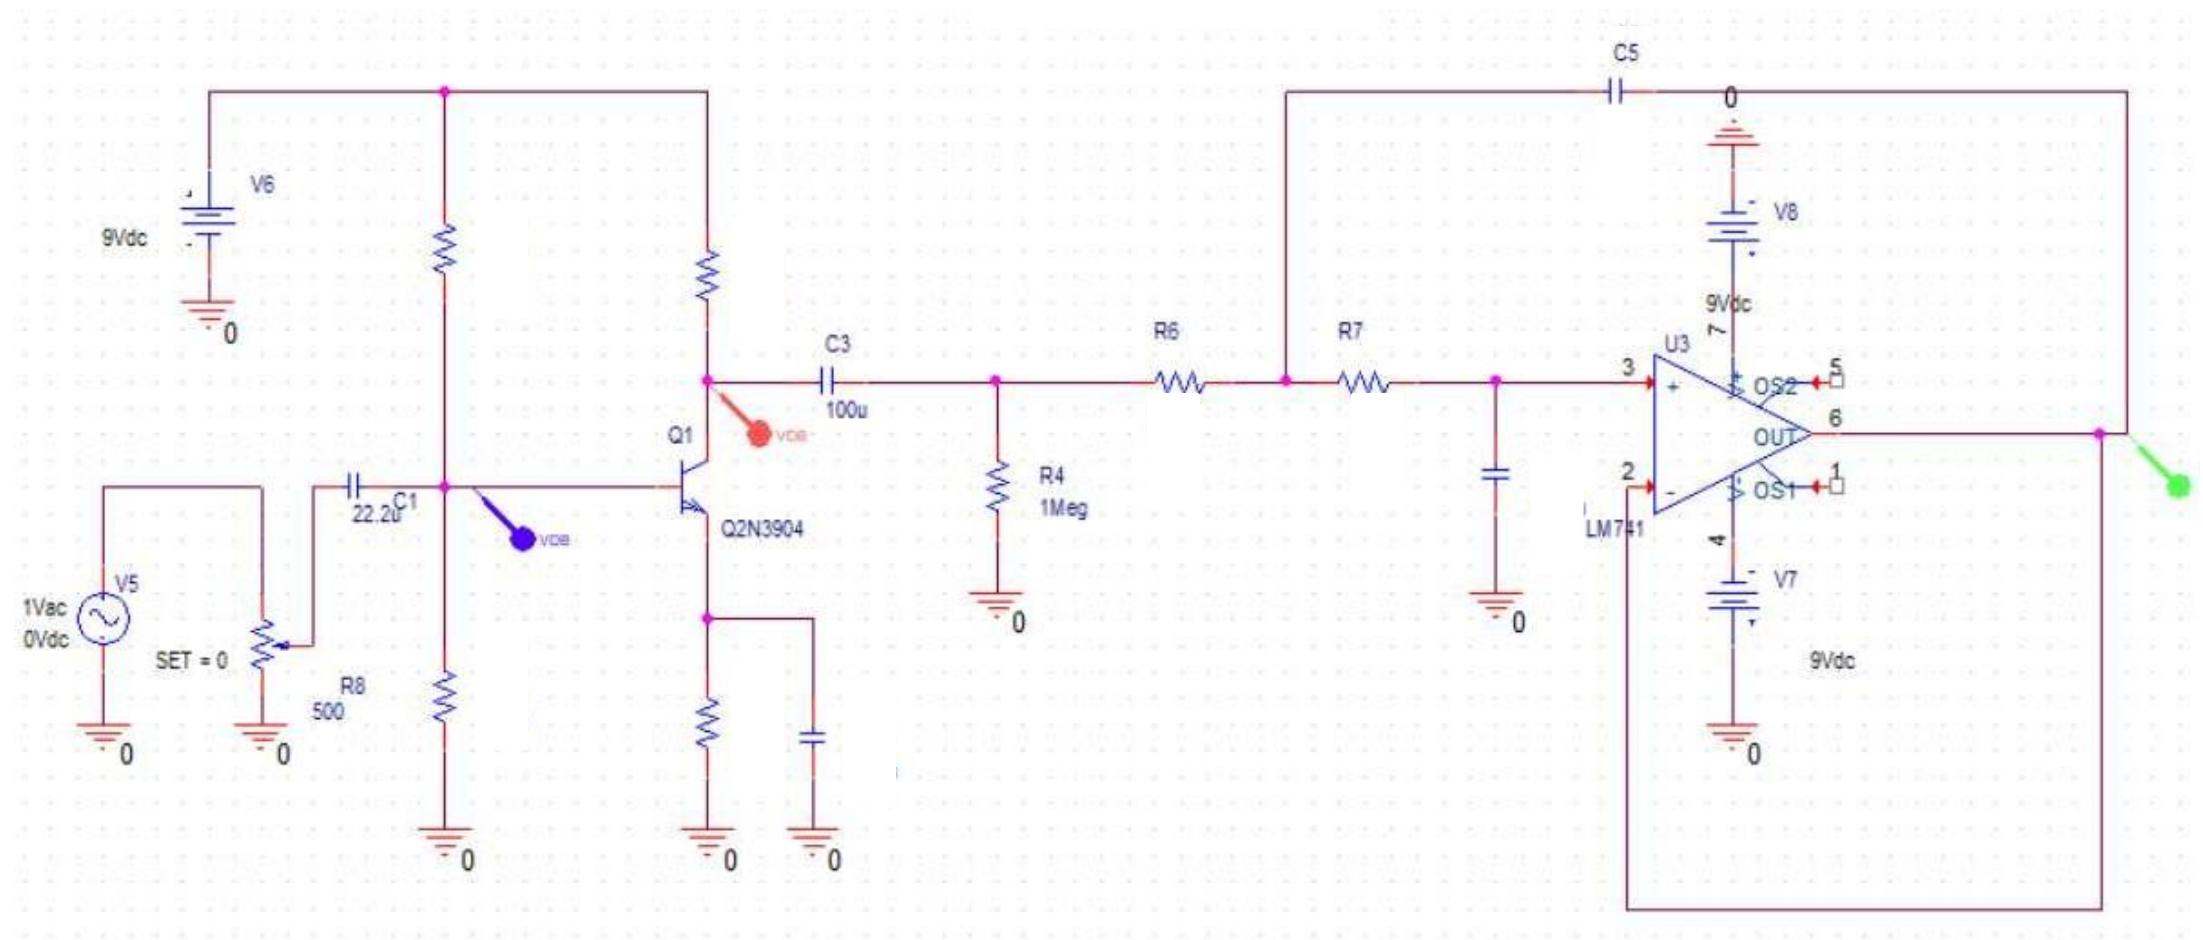 C5
0
V6
V8
9Vdc
0
9Vdc
7
R6
R7
U3
C3
3
+
V+
OS2
5
100u
6
Q1
VDB
OUT
R4
1Meg
2
-
V-
OS1
1
22.2u
C1
Q2N3904
LM741
VDB
4
V5
V7
1Vac
0Vdc
0
0
SET = 0
9Vdc
R8
500
0
0
0
0
0
0